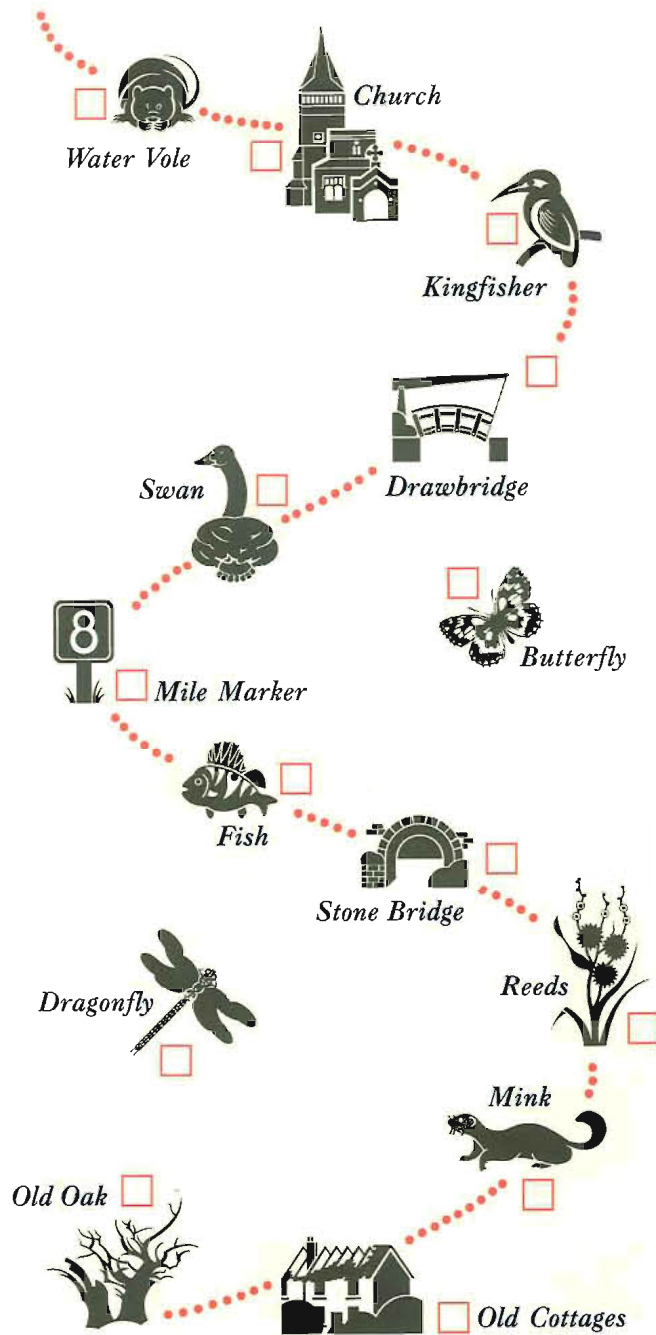 Church
Water Vole
Kingfisher
Swan
Drawbridge
8
Butterfly
Mile Marker
Fish
Stone Bridge
Reeds
Dragonfly
Mink
Old Oak
Old Cottages